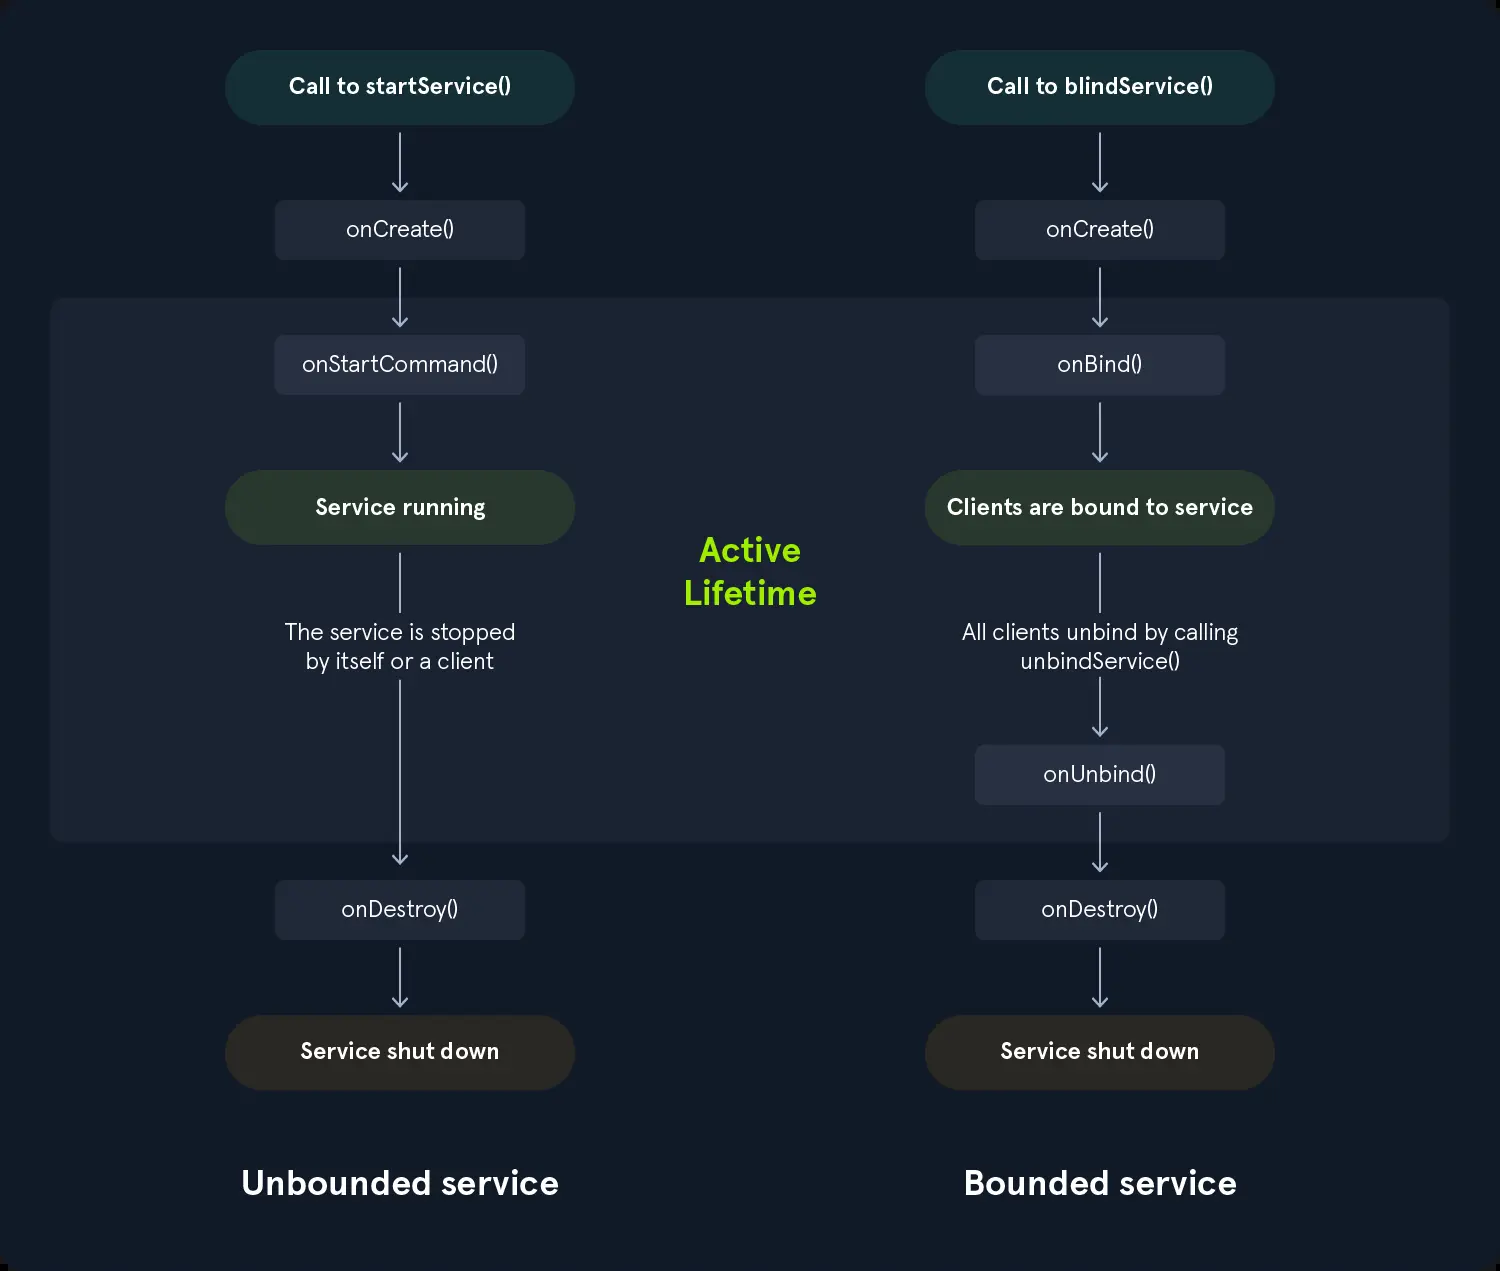 Call to startService()
onCreate()
onStartCommand()
Service running
The service is stopped
by itself or a client
onDestroy()
Service shut down
Unbounded service
Active
Lifetime
Call to blindService()
onCreate()
onBind()
Clients are bound to service
All clients unbind by calling
unbindService()
onUnbind()
onDestroy()
Service shut down
Bounded service